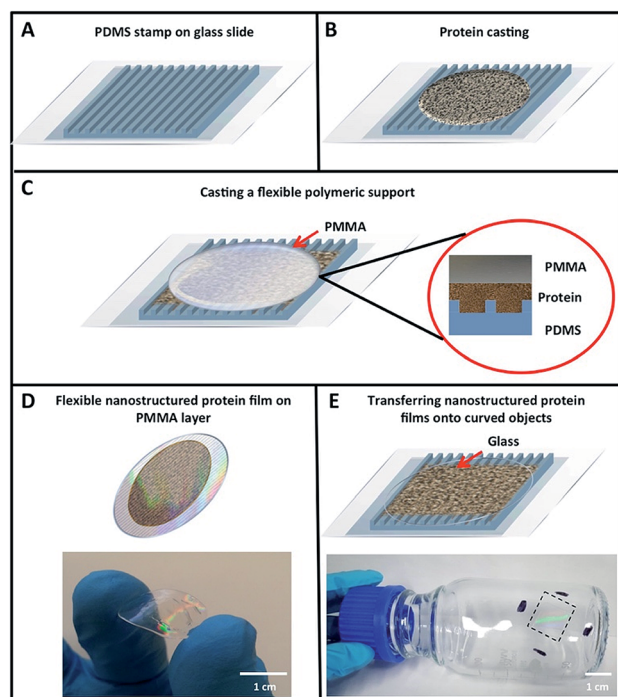 A
PDMS stamp on glass slide
B
Protein casting
C
Casting a flexible polymeric support
PMMA
PMMA
Protein
PDMS
D
Flexible nanostructured protein film on
PMMA layer
E
Transferring nanostructured protein
films onto curved objects
Glass
1 cm
1 cm